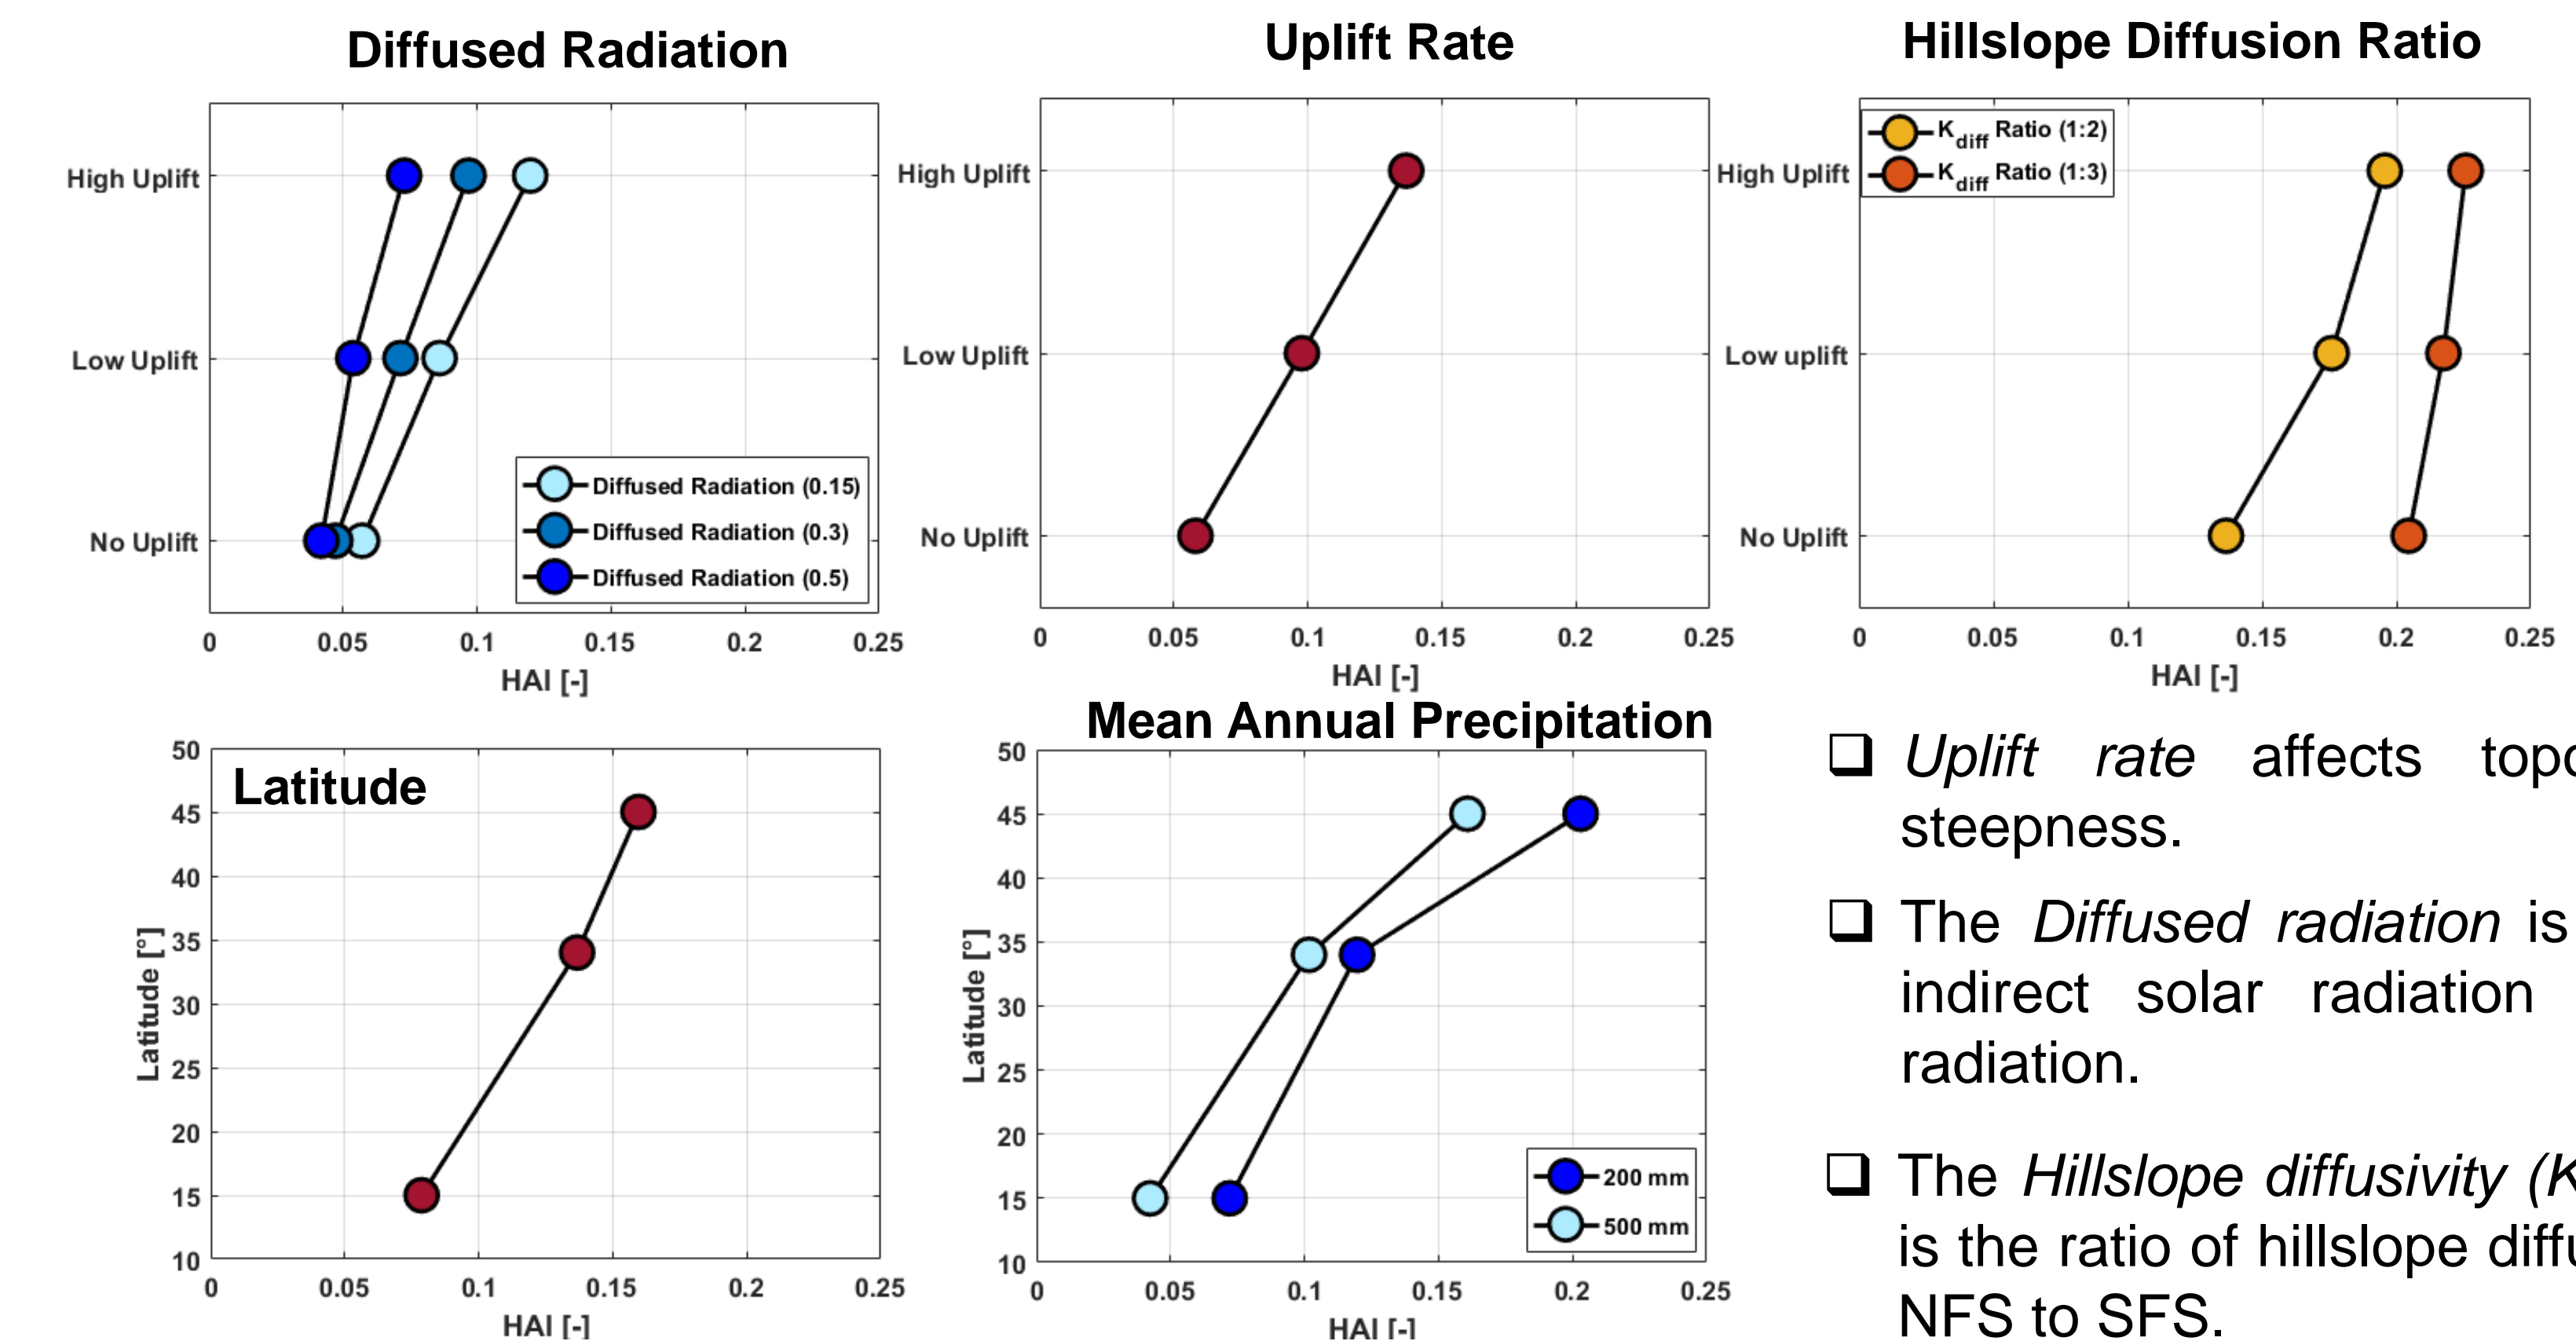 Diffused Radiation
High Uplift
Low Uplift
No Uplift
Diffused Radiation (0.15)
Diffused Radiation (0.3)
Diffused Radiation (0.5)
0 0.05 0.1 0.15 0.2 0.25
HAI [-]
Uplift Rate
High Uplift
Low Uplift
No Uplift
0 0.05 0.1 0.15 0.2 0.25
HAI [-]
Hillslope Diffusion Ratio
K diff Ratio (1:2)
K diff Ratio (1:3)
High Uplift
Low uplift
No Uplift
0 0.05 0.1 0.15 0.2 0.25
HAI [-]
Latitude
Latitude [°]
50
45
40
35
30
25
20
15
10
0 0.05 0.1 0.15 0.2 0.25
HAI [-]
Mean Annual Precipitation
Latitude [°]
50
45
40
35
30
25
20
15
10
200 mm
500 mm
0 0.05 0.1 0.15 0.2 0.25
HAI [-]
❑ Uplift rate affects topo
steepness.
❑ The Diffused radiation is
indirect solar radiation
radiation.
❑ The Hillslope diffusivity (K
is the ratio of hillslope diffu
NFS to SFS.